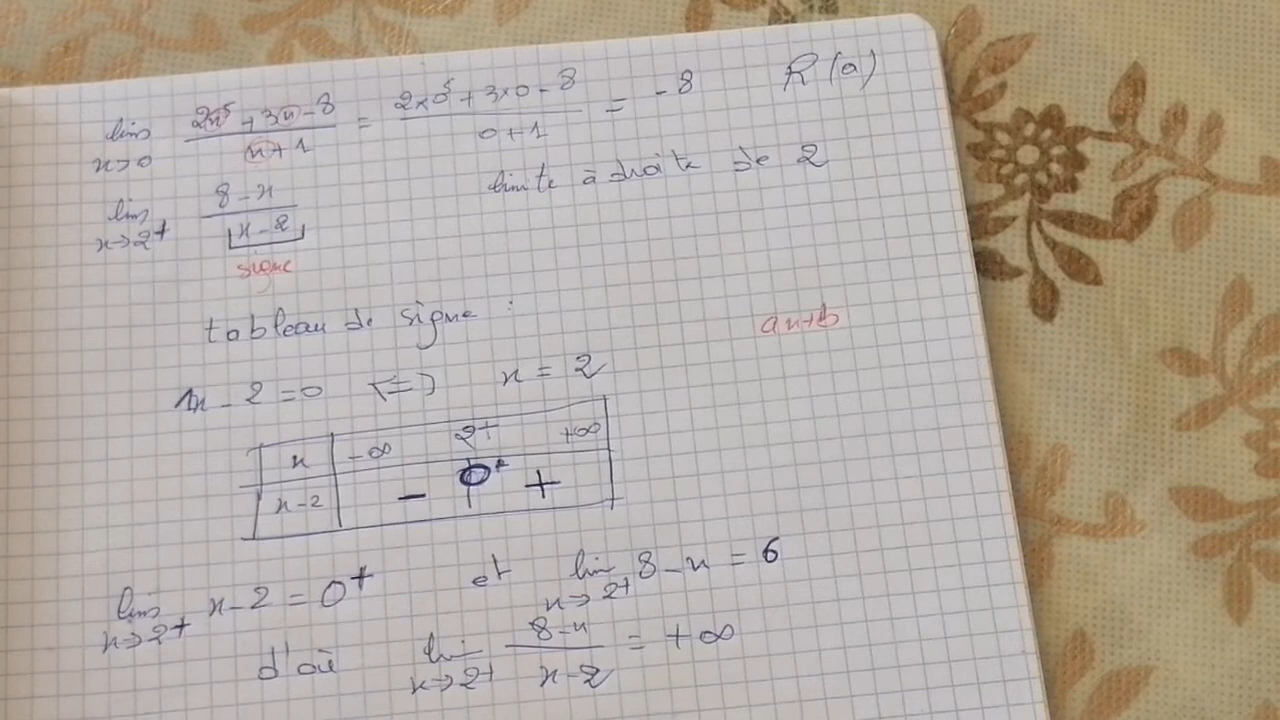 lim x→0 (2x⁵ + 3x - 8)/(x + 1) = (2×0⁵ + 3×0 - 8)/(0 + 1) = -8
lim x→2⁺ (8 - x)/(x - 2) limite à droite de 2
signe
tableau de signe :
ax+b
1x - 2 = 0 <=> x = 2
x -∞ 2⁺ +∞
x-2 - 0⁺ +
lim x→2⁺ x-2 = 0⁺ et lim x→2⁺ 8-x = 6
d'où lim x→2⁺ (8-x)/(x-2) = +∞